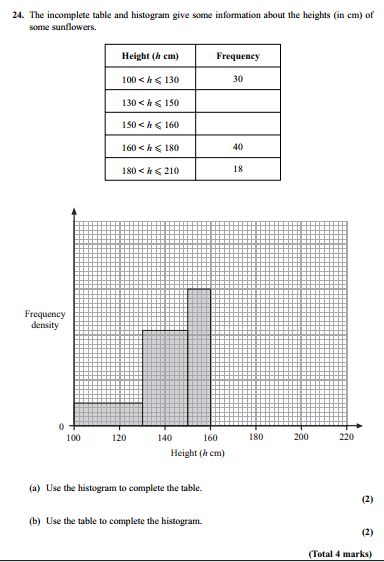 24. The incomplete table and histogram give some information about the heights (in cm) of
some sunflowers.
Height (h cm) Frequency
100 < h ⩽ 130 30
130 < h ⩽ 150
150 < h ⩽ 160
160 < h ⩽ 180 40
180 < h ⩽ 210 18
Frequency
density
0
100 120 140 160 180 200 220
Height (h cm)
(a) Use the histogram to complete the table.
(2)
(b) Use the table to complete the histogram.
(2)
(Total 4 marks)